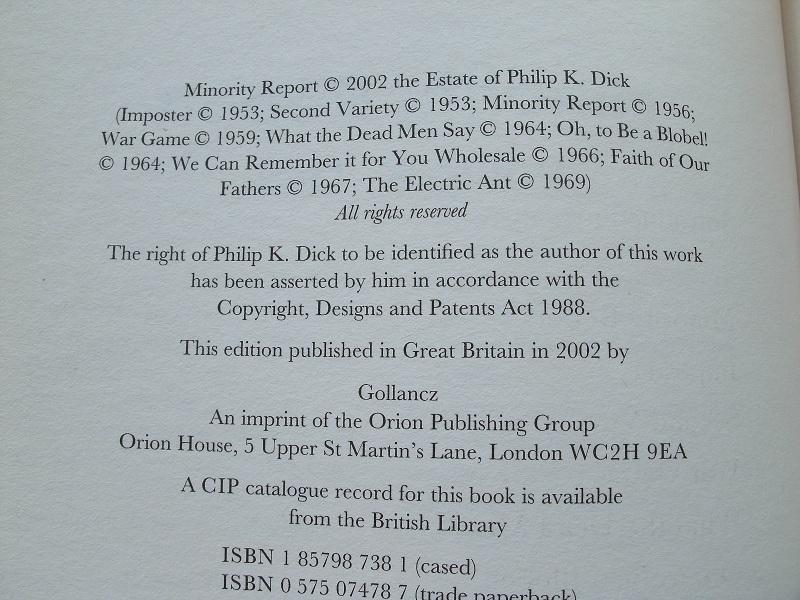 Minority Report © 2002 the Estate of Philip K. Dick
(Imposter © 1953; Second Variety © 1953; Minority Report © 1956;
War Game © 1959; What the Dead Men Say © 1964; Oh, to Be a Blobel!
© 1964; We Can Remember it for You Wholesale © 1966; Faith of Our
Fathers © 1967; The Electric Ant © 1969)
All rights reserved
The right of Philip K. Dick to be identified as the author of this work
has been asserted by him in accordance with the
Copyright, Designs and Patents Act 1988.
This edition published in Great Britain in 2002 by
Gollancz
An imprint of the Orion Publishing Group
Orion House, 5 Upper St Martin's Lane, London WC2H 9EA
A CIP catalogue record for this book is available
from the British Library
ISBN 1 85798 738 1 (cased)
ISBN 0 575 07478 7 (trade paperback)